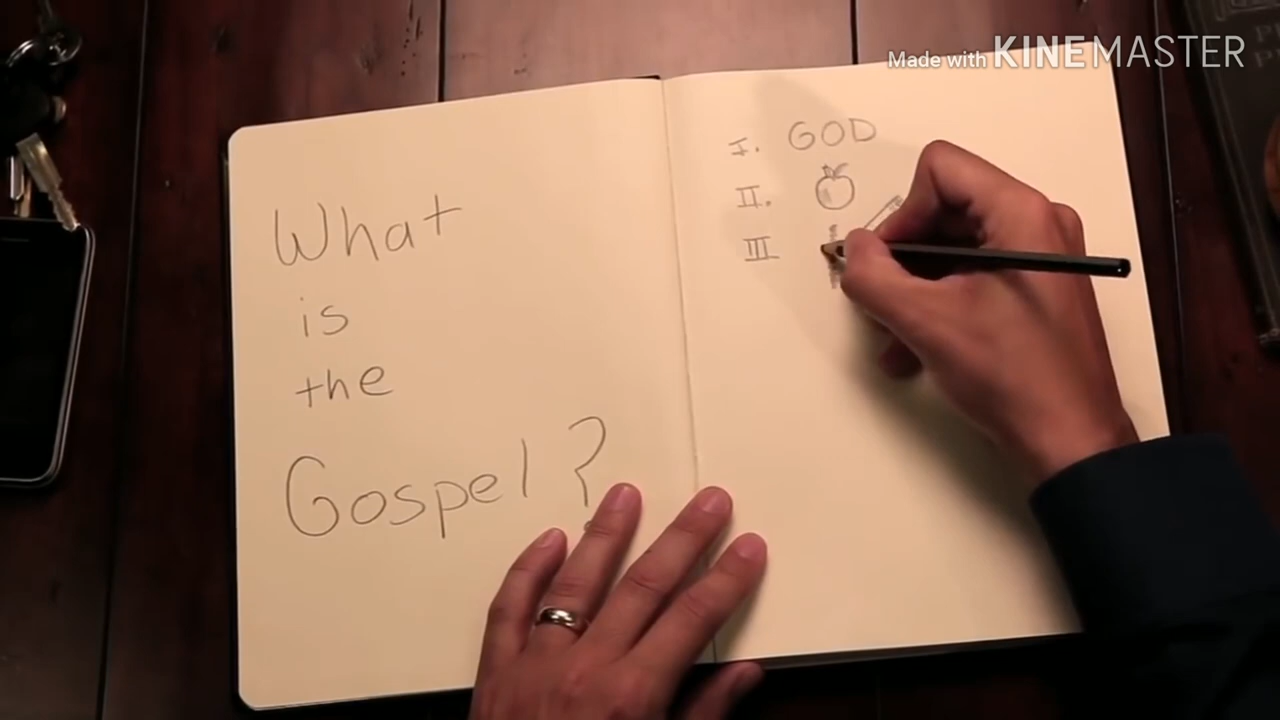 What
is
the
Gospel?
I. GOD
II.
III
Made with KINEMASTER